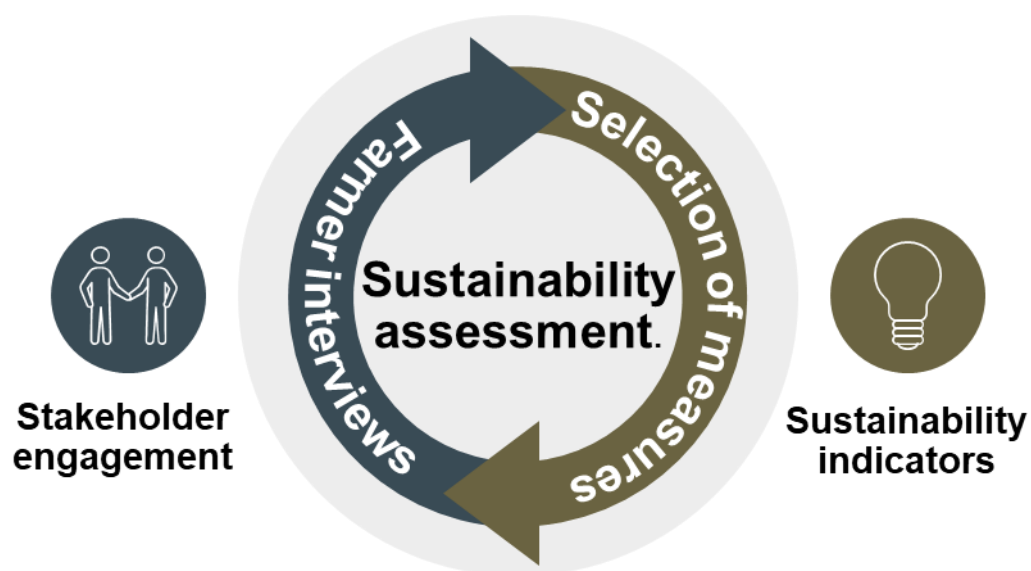 Farmer interviews
Selection of measures
Sustainability
assessment.
Stakeholder
engagement
Sustainability
indicators